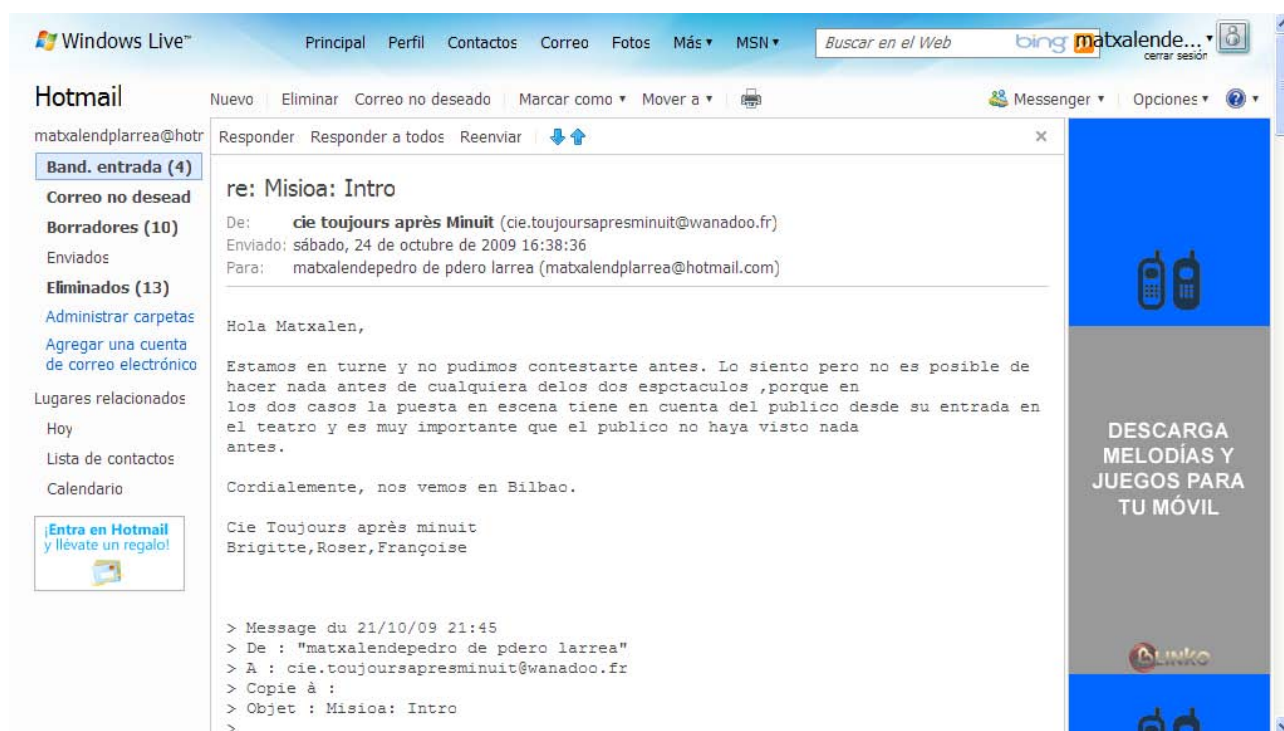 Windows Live™
Principal Perfil Contactos Correo Fotos Más MSN
Buscar en el Web bing
matxalende...
cerrar sesión
Hotmail
Nuevo Eliminar Correo no deseado Marcar como Mover a
Messenger Opciones
matxalendplarrea@hotr
Band. entrada (4)
Correo no desead
Borradores (10)
Enviados
Eliminados (13)
Administrar carpetas
Agregar una cuenta
de correo electrónico
Lugares relacionados
Hoy
Lista de contactos
Calendario
¡Entra en Hotmail
y llévate un regalo!
Responder Responder a todos Reenviar
re: Misioa: Intro
De: cie toujours après Minuit (cie.toujoursapresminuit@wanadoo.fr)
Enviado: sábado, 24 de octubre de 2009 16:38:36
Para: matxalendepedro de pdero larrea (matxalendplarrea@hotmail.com)
Hola Matxalen,
Estamos en turne y no pudimos contestarte antes. Lo siento pero no es posible de
hacer nada antes de cualquiera delos dos espctaculos ,porque en
los dos casos la puesta en escena tiene en cuenta del publico desde su entrada en
el teatro y es muy importante que el publico no haya visto nada
antes.
Cordialemente, nos vemos en Bilbao.
Cie Toujours après minuit
Brigitte,Roser,Françoise
> Message du 21/10/09 21:45
> De : "matxalendepedro de pdero larrea"
> A : cie.toujoursapresminuit@wanadoo.fr
> Copie à :
> Objet : Misioa: Intro
>
DESCARGA
MELODÍAS Y
JUEGOS PARA
TU MÓVIL
BLINKO